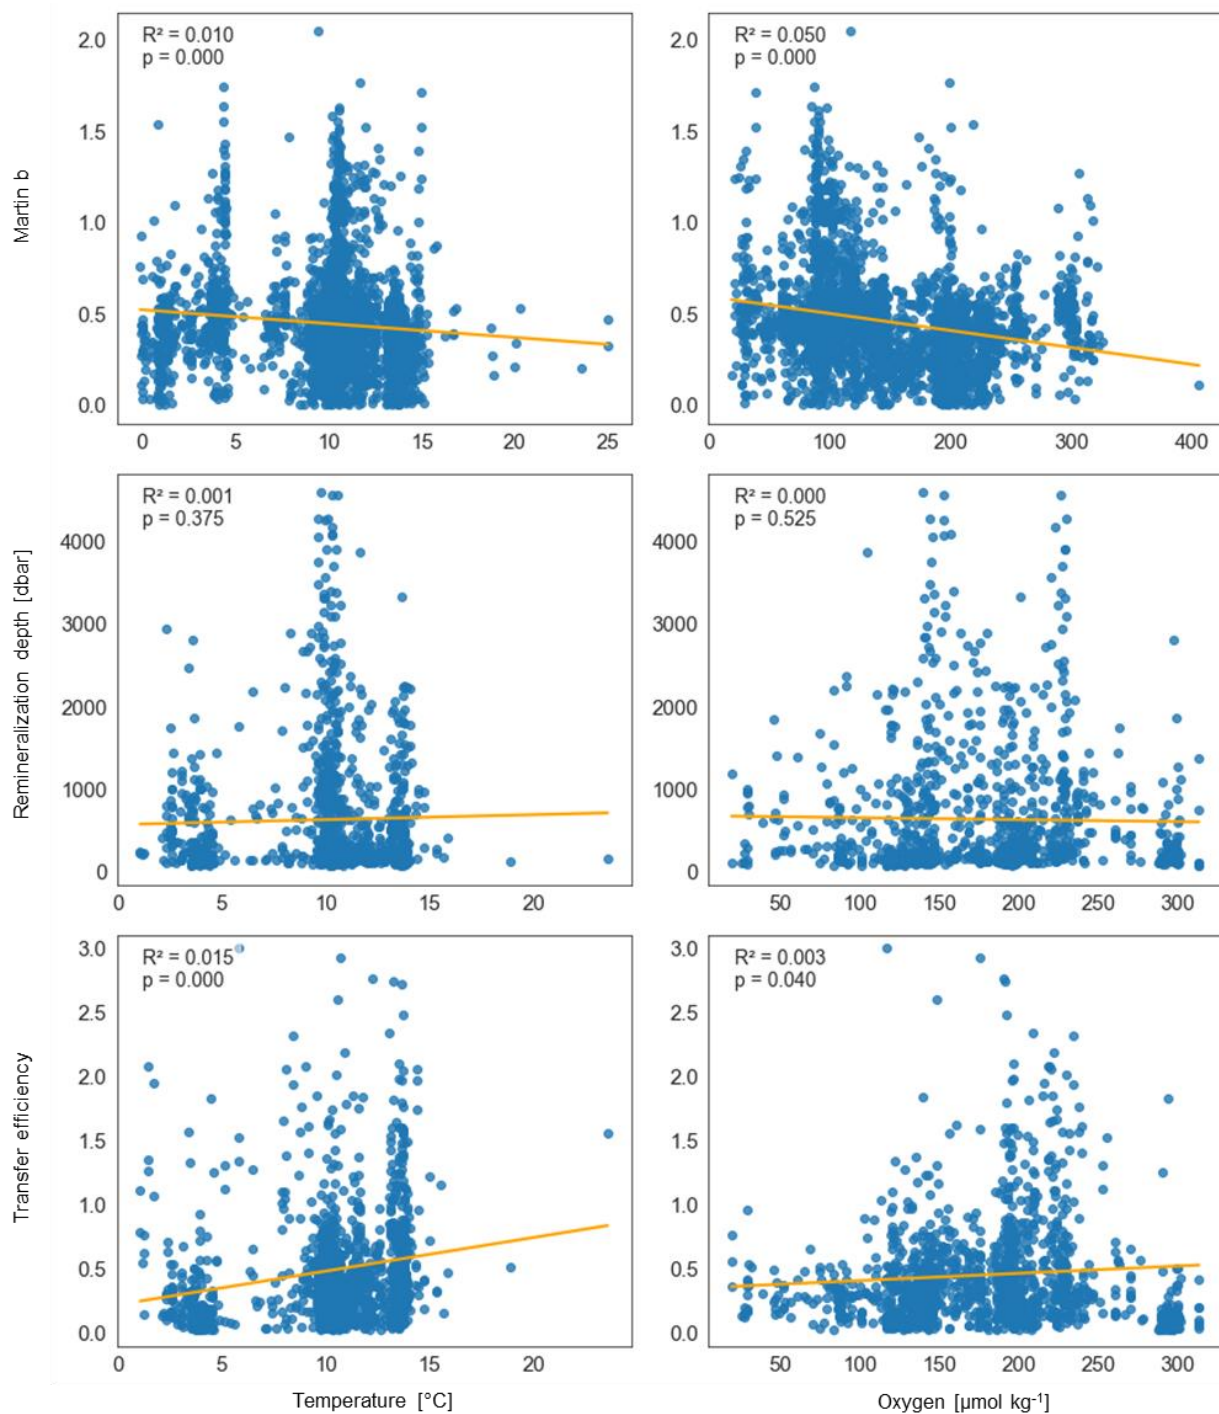 R² = 0.010
p = 0.000
2.0
1.5
1.0
0.5
0.0
0 5 10 15 20 25
Martin b
R² = 0.050
p = 0.000
2.0
1.5
1.0
0.5
0.0
0 100 200 300 400
R² = 0.001
p = 0.375
4000
3000
2000
1000
0
0 5 10 15 20
Remineralization depth [dbar]
R² = 0.000
p = 0.525
4000
3000
2000
1000
0
50 100 150 200 250 300
R² = 0.015
p = 0.000
3.0
2.5
2.0
1.5
1.0
0.5
0.0
0 5 10 15 20
Transfer efficiency
Temperature [°C]
R² = 0.003
p = 0.040
3.0
2.5
2.0
1.5
1.0
0.5
0.0
50 100 150 200 250 300
Oxygen [µmol kg⁻¹]